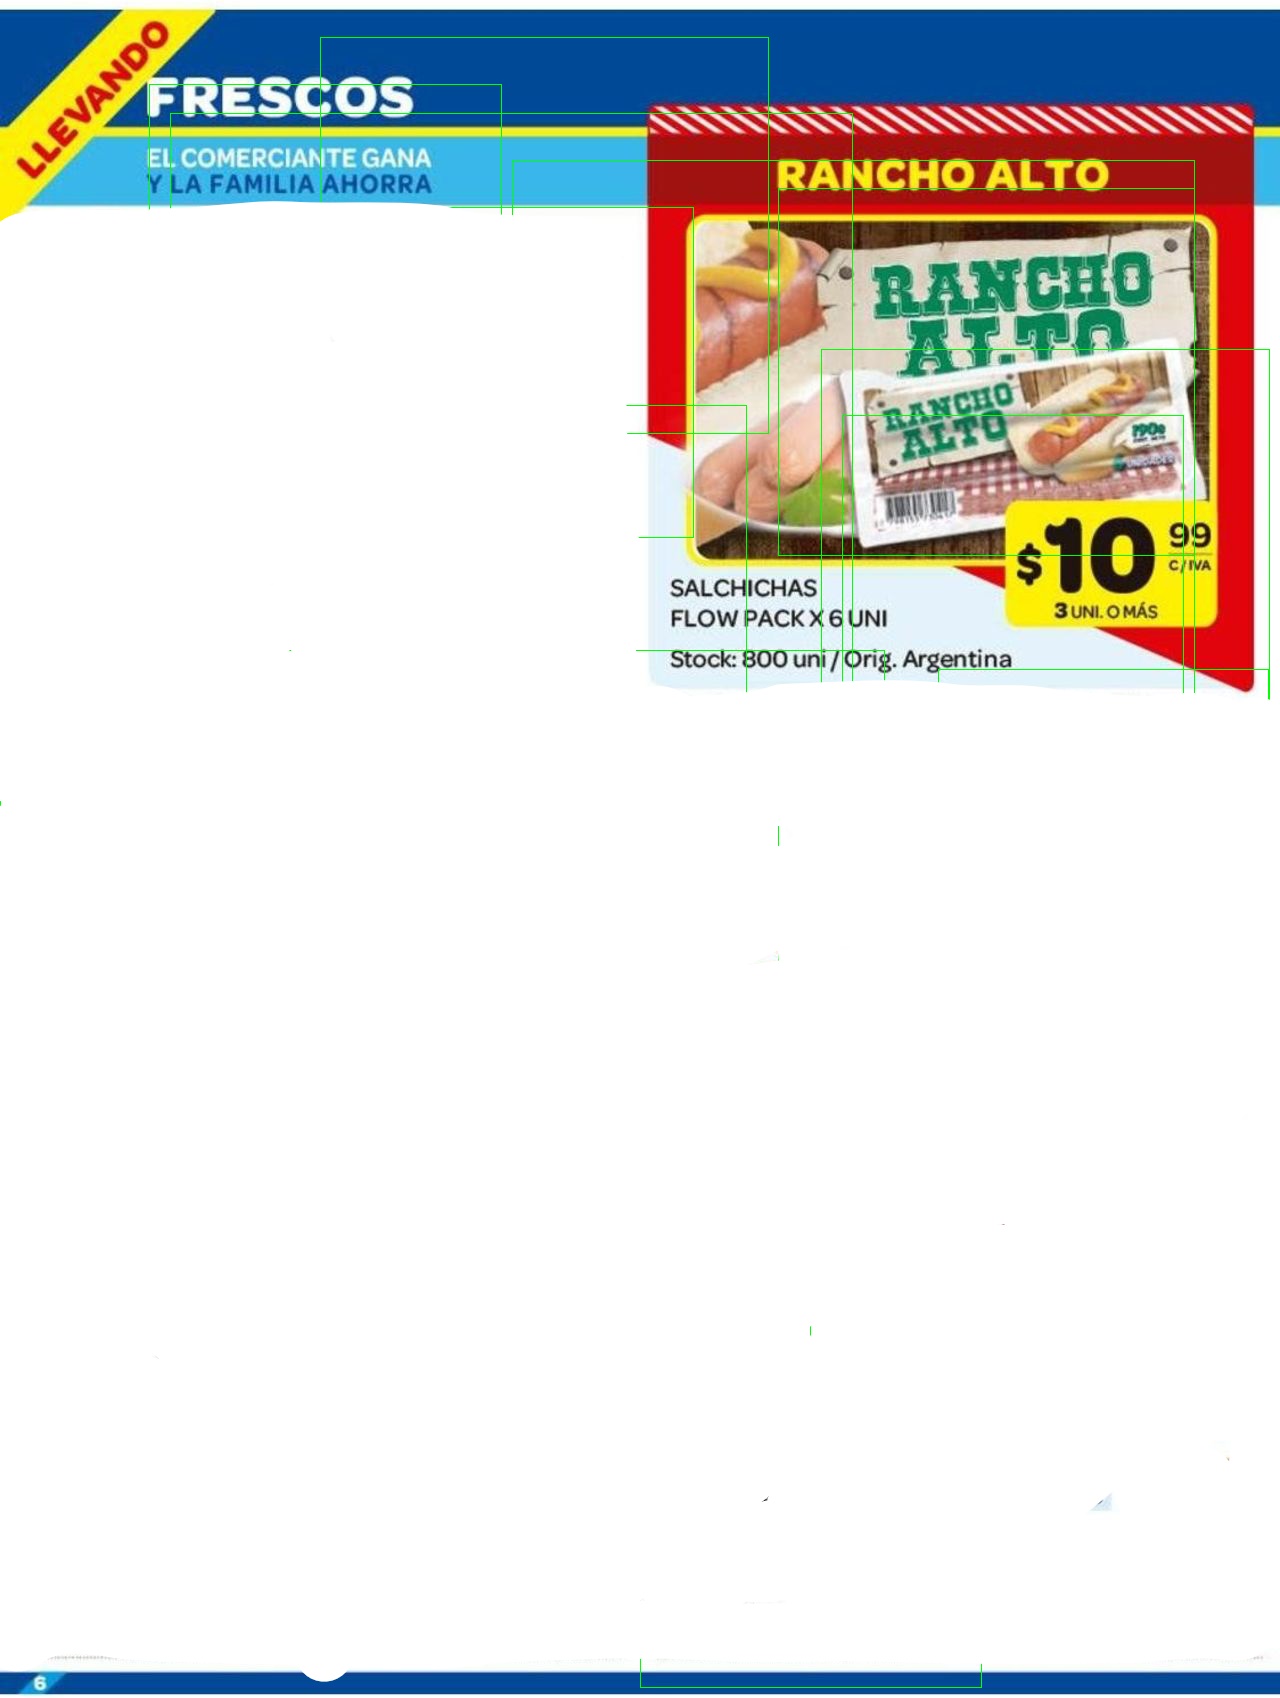 LLEVANDO
FRESCOS
EL COMERCIANTE GANA
Y LA FAMILIA AHORRA
RANCHO ALTO
RANCHO
ALTO
RANCHO
ALTO
190g
$10 99
C/IVA
3 UNI. O MÁS
SALCHICHAS
FLOW PACK X 6 UNI
Stock: 800 uni / Orig. Argentina
6